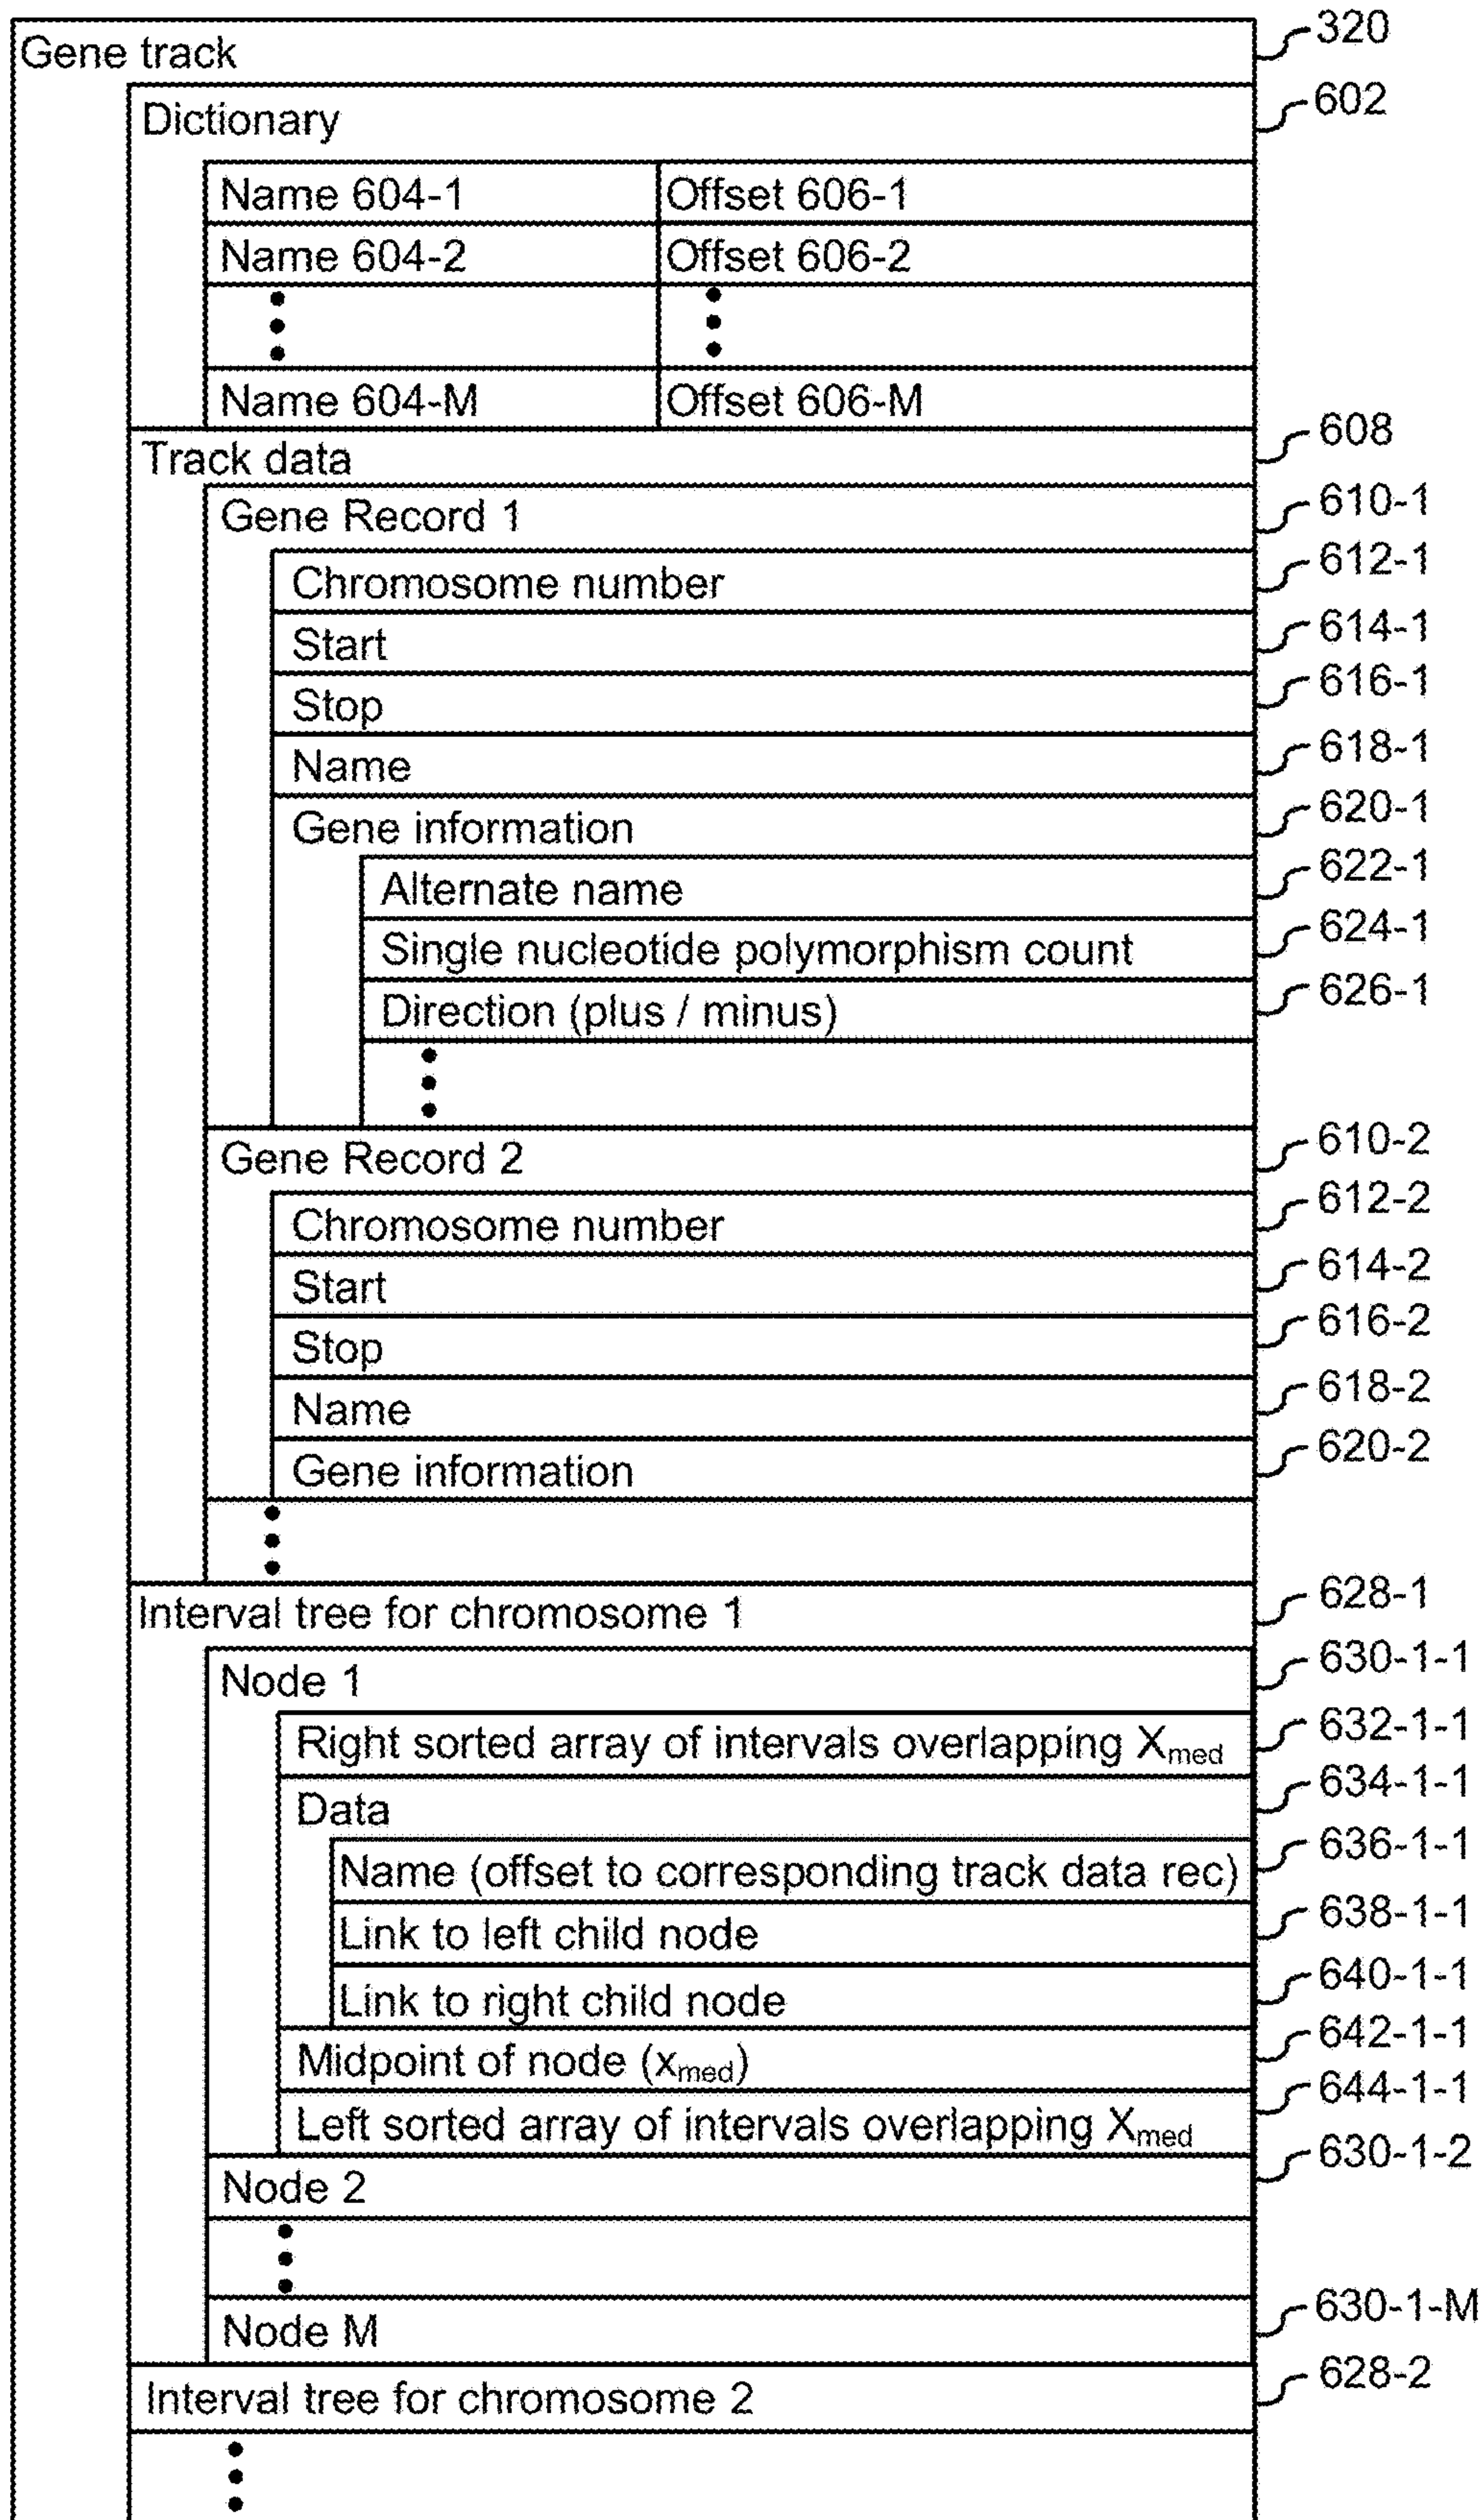 Gene track 320
Dictionary 602
Name 604-1 Offset 606-1
Name 604-2 Offset 606-2
Name 604-M Offset 606-M
Track data 608
Gene Record 1 610-1
Chromosome number 612-1
Start 614-1
Stop 616-1
Name 618-1
Gene information 620-1
Alternate name 622-1
Single nucleotide polymorphism count 624-1
Direction (plus / minus) 626-1
Gene Record 2 610-2
Chromosome number 612-2
Start 614-2
Stop 616-2
Name 618-2
Gene information 620-2
Interval tree for chromosome 1 628-1
Node 1 630-1-1
Right sorted array of intervals overlapping Xmed 632-1-1
Data 634-1-1
Name (offset to corresponding track data rec) 636-1-1
Link to left child node 638-1-1
Link to right child node 640-1-1
Midpoint of node (xmed) 642-1-1
Left sorted array of intervals overlapping Xmed 644-1-1
Node 2 630-1-2
Node M 630-1-M
Interval tree for chromosome 2 628-2